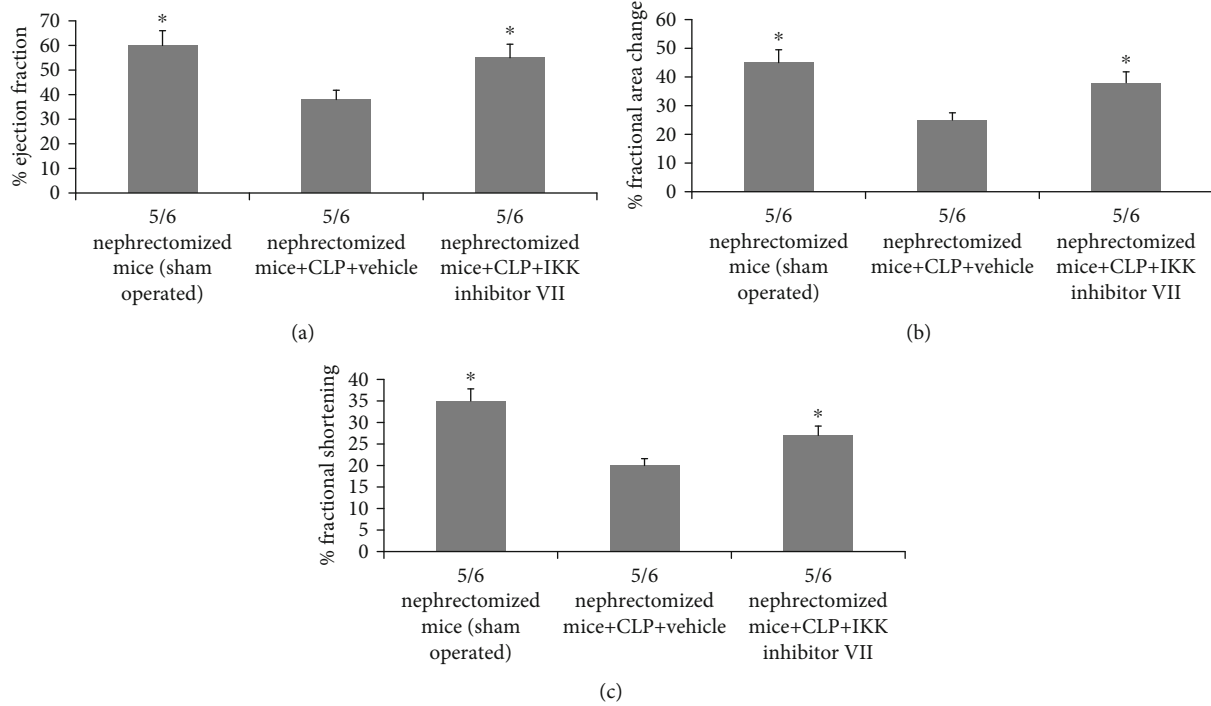 % ejection fraction
70
60
50
40
30
20
10
0
*
*
5/6
nephrectomized
mice (sham
operated)
5/6
nephrectomized
mice+CLP+vehicle
5/6
nephrectomized
mice+CLP+IKK
inhibitor VII
(a)
% fractional area change
60
50
40
30
20
10
0
*
*
5/6
nephrectomized
mice (sham
operated)
5/6
nephrectomized
mice+CLP+vehicle
5/6
nephrectomized
mice+CLP+IKK
inhibitor VII
(b)
% fractional shortening
40
35
30
25
20
15
10
5
0
*
*
5/6
nephrectomized
mice (sham
operated)
5/6
nephrectomized
mice+CLP+vehicle
5/6
nephrectomized
mice+CLP+IKK
inhibitor VII
(c)